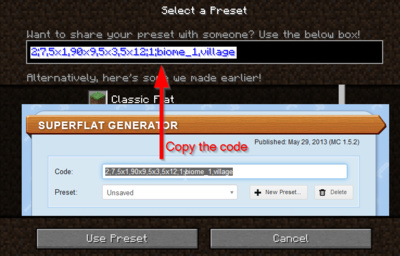 Select a Preset
Want to share your preset with someone? Use the below box!
2;7,5x1,90x9,5x3,5x12;1;biome_1,village
Alternatively, here's some we made earlier!
Classic Flat
SUPERFLAT GENERATOR
Published: May 29, 2013 (MC 1.5.2)
Copy the code
Code:
2;7,5x1,90x9,5x3,5x12;1;biome_1,village
Preset:
Unsaved
New Preset...
Delete
Use Preset
Cancel